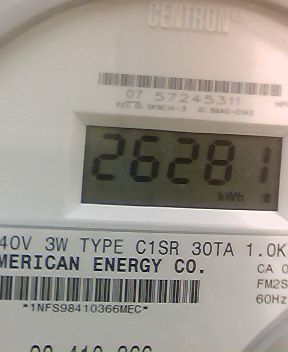 CENTRON®
07 57245311
26281
kWh
40V 3W TYPE C1SR 30TA 1.0K
MERICAN ENERGY CO.
CA 0
FM2S
60Hz
*1NFS98410366MEC*